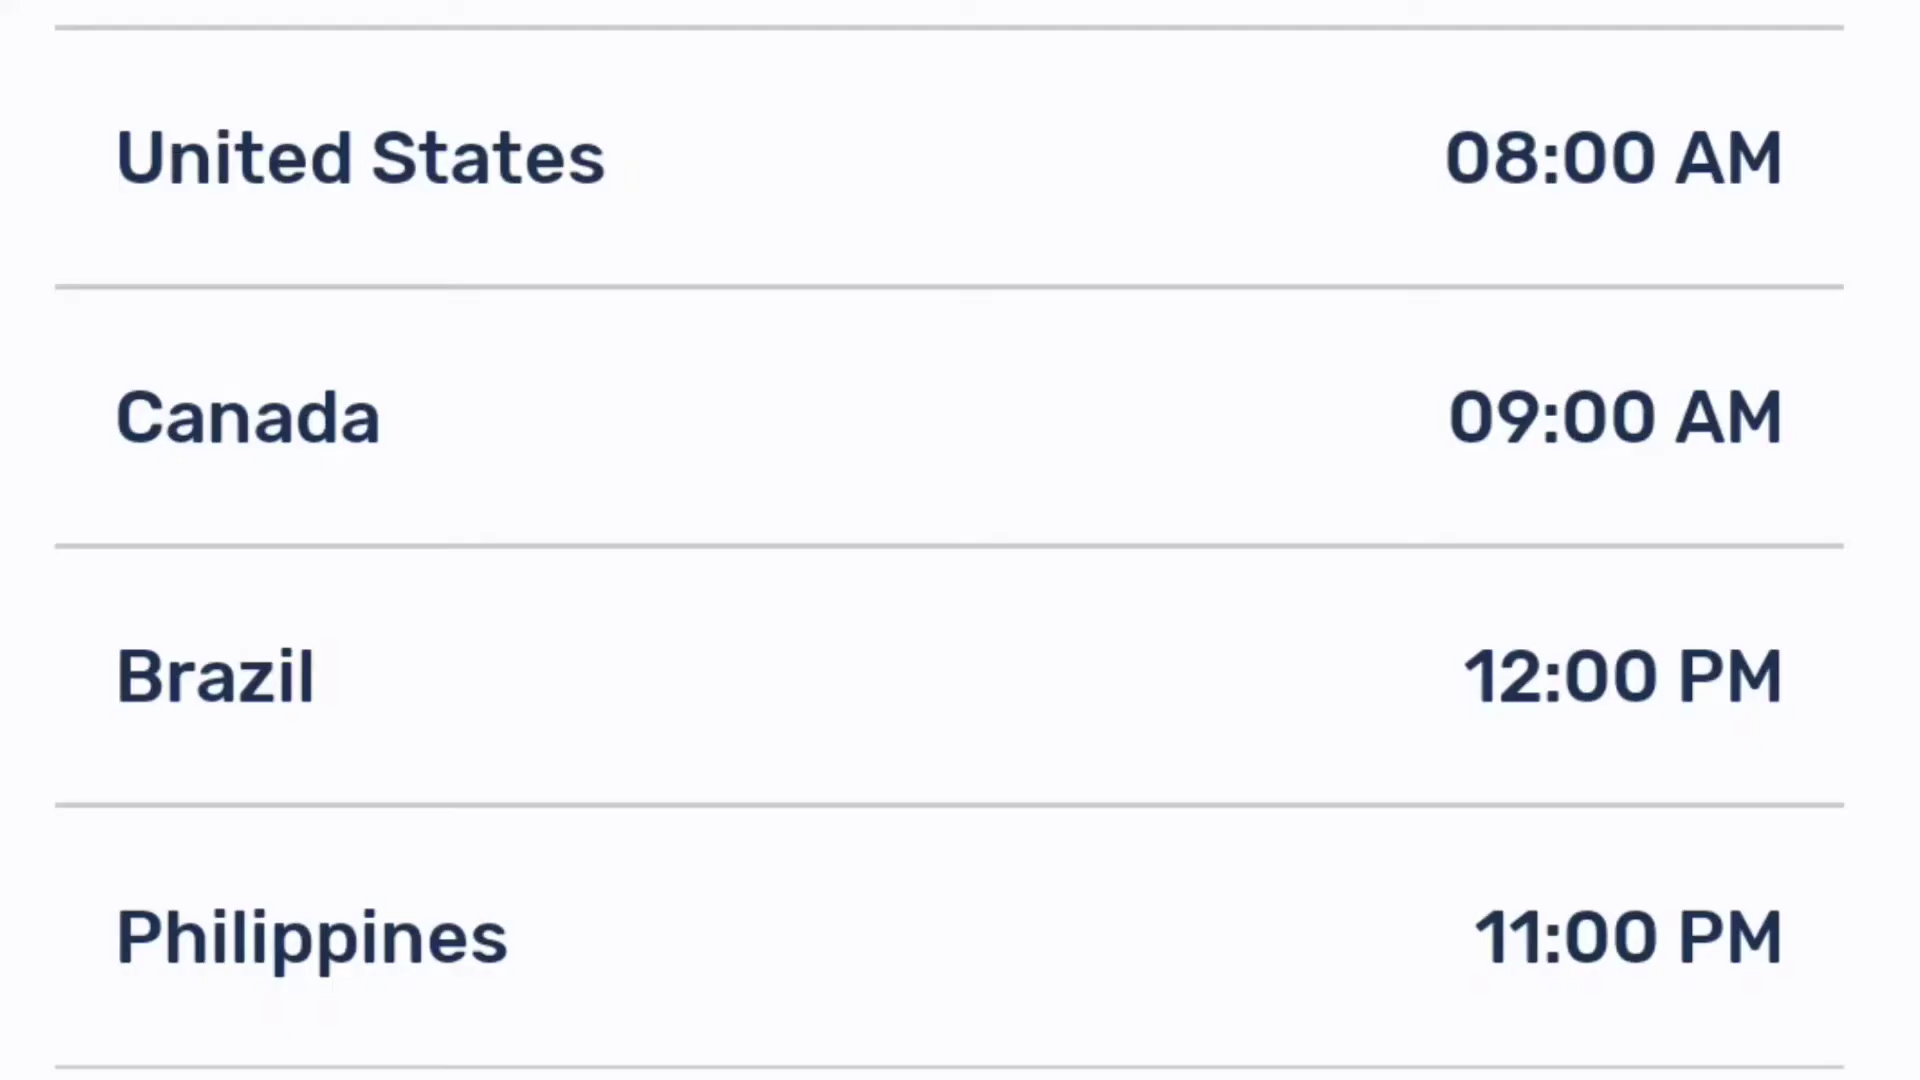 United States 08:00 AM
Canada 09:00 AM
Brazil 12:00 PM
Philippines 11:00 PM